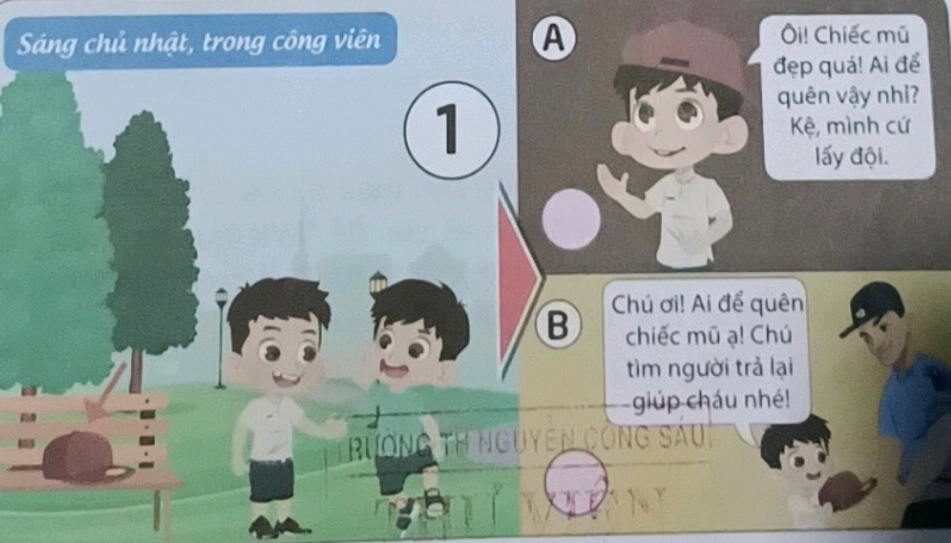 Sáng chủ nhật, trong công viên
1
A
Ôi! Chiếc mũ
đẹp quá! Ai để
quên vậy nhỉ?
Kệ, mình cứ
lấy đội.
B
Chú ơi! Ai để quên
chiếc mũ ạ! Chú
tìm người trả lại
giúp cháu nhé!
TH NGUYỄN CÔNG SÁU